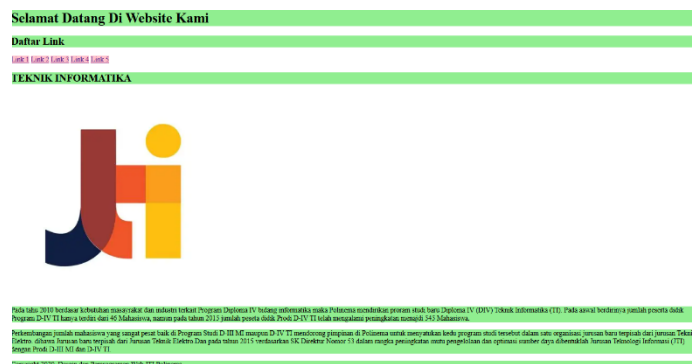 Selamat Datang Di Website Kami
Daftar Link
Link 1 Link 2 Link 3 Link 4 Link 5
TEKNIK INFORMATIKA
Pada tahu 2010 berdasar kebutuhan masayrakat dan industri terkait Program Diploma IV bidang informatika maka Polinema mendirikan proram studi baru Diploma IV (DIV) Teknik Informatika (TI). Pada aawal berdirinya jumlah peserta didik
Program D-IV TI hanya terdiri dari 46 Mahasiswa, namun pada tahun 2015 jumlah peserta didik Prodi D-IV TI telah mengalami peningkatan menajdi 545 Mahasiswa.
Perkembangan jumlah mahasiswa yang sangat pesat baik di Program Studi D-III MI maupun D-IV TI mendorong pimpinan di Polinema untuk menyatukan kedu program studi tersebut dalam satu organisasi jurusan baru terpisah dari jurusan Teknik
Elektro. dibawa Jurusan baru terpisah dari Jurusan Teknik Elektro Dan pada tahun 2015 verdasarkan SK Direktur Nomor 53 dalam rangka peningkatan mutu pengelolaan dan optimasi sumber daya dibentuklah Jurusan Teknologi Informasi (JTI)
dengan Prodi D-III MI dan D-IV TI